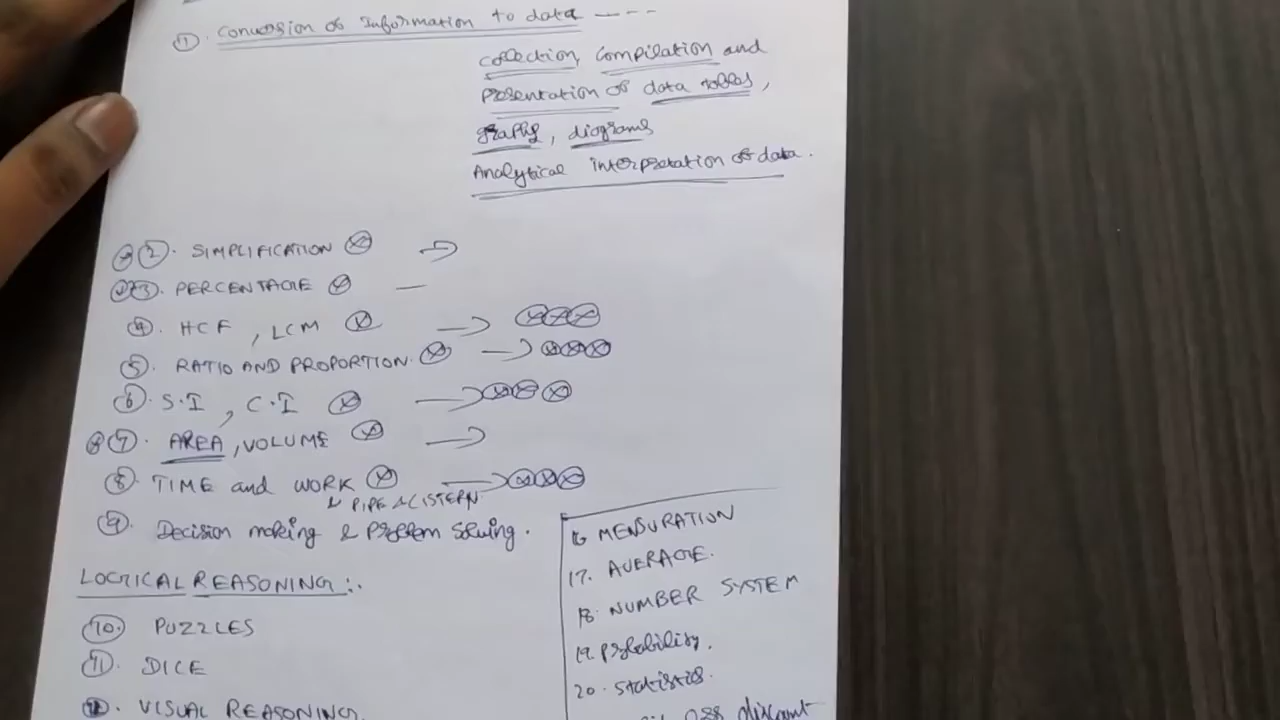 ① Conversion of Information to data ----
collection, compilation and
presentation of data tables,
graphs, diagrams
Analytical interpretation of data.
②. SIMPLIFICATION
③. PERCENTAGE
④. HCF, LCM
⑤. RATIO AND PROPORTION.
⑥. S.I, C.I
⑦. AREA, VOLUME
⑧. TIME and WORK
& PIPE & CISTERN
⑨. Decision making & Problem Solving.
LOGICAL REASONING :.
⑩. PUZZLES
⑪. DICE
⑫. VISUAL REASONING.
16 MENSURATION
17. AVERAGE.
18. NUMBER SYSTEM
19. Probability.
20. Statistics.
loss discount